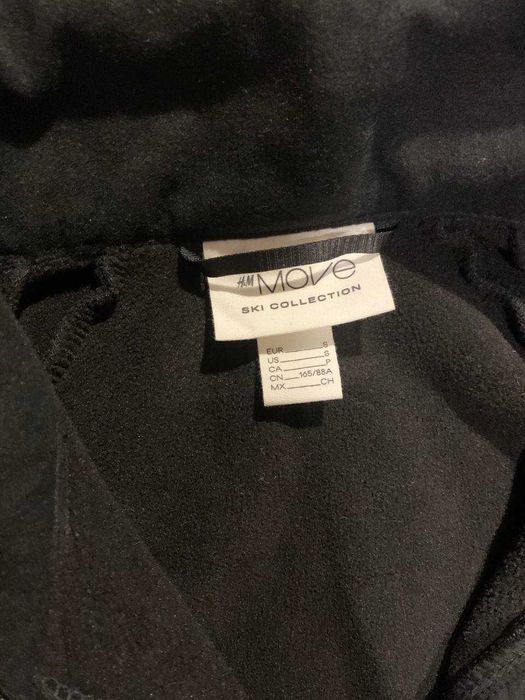 H&M MOVE
SKI COLLECTION
EUR S
US S
CA P
CN 165/88A
MX CH